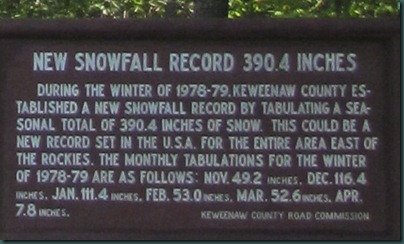 NEW SNOWFALL RECORD 390.4 INCHES
DURING THE WINTER OF 1978-79, KEWEENAW COUNTY ES-
TABLISHED A NEW SNOWFALL RECORD BY TABULATING A SEA-
SONAL TOTAL OF 390.4 INCHES OF SNOW. THIS COULD BE A
NEW RECORD SET IN THE U.S.A. FOR THE ENTIRE AREA EAST OF
THE ROCKIES. THE MONTHLY TABULATIONS FOR THE WINTER
OF 1978-79 ARE AS FOLLOWS: NOV. 49.2 INCHES, DEC. 116.4
INCHES, JAN. 111.4 INCHES, FEB. 53.0 INCHES, MAR. 52.6 INCHES, APR.
7.8 INCHES.
KEWEENAW COUNTY ROAD COMMISSION